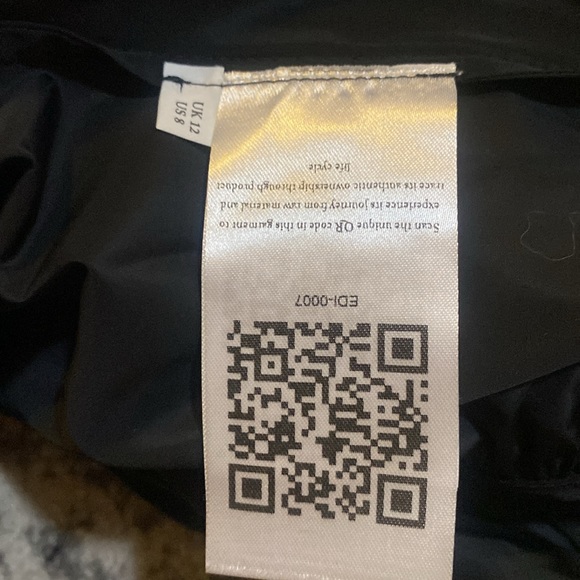 UK 12
US 8
Scan the unique QR code in this garment to
experience its journey from raw material and
trace its authentic ownership through product
life cycle
EDI-0007